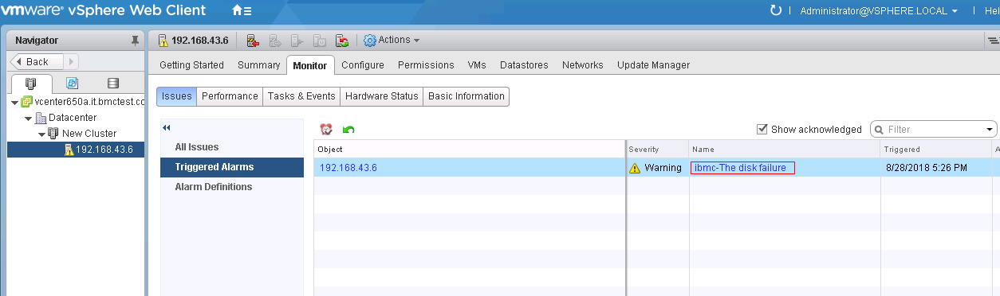 vmware® vSphere Web Client Administrator@VSPHERE.LOCAL Hel
Navigator
Back
vcenter650a.it.bmctest.cc
Datacenter
New Cluster
192.168.43.6
192.168.43.6 Actions
Getting Started Summary Monitor Configure Permissions VMs Datastores Networks Update Manager
Issues Performance Tasks & Events Hardware Status Basic Information
All Issues
Triggered Alarms
Alarm Definitions
Show acknowledged Filter
Object Severity Name Triggered A
192.168.43.6 Warning ibmc-The disk failure 8/28/2018 5:26 PM